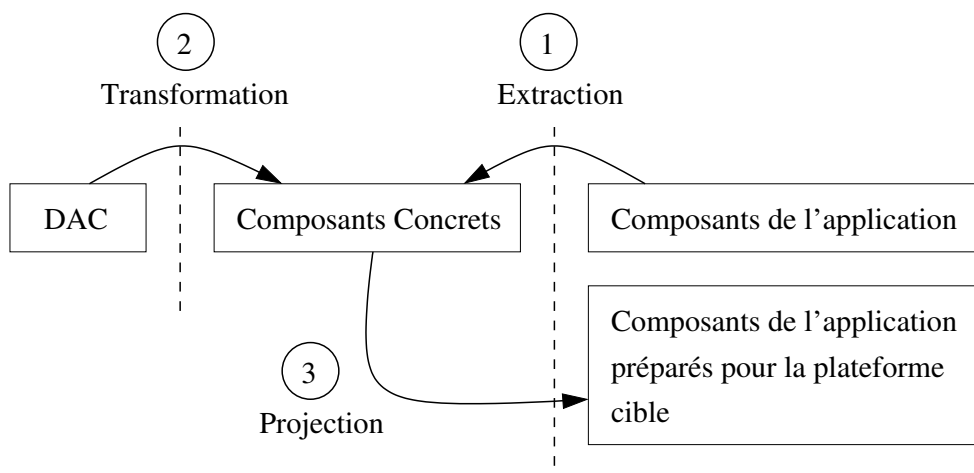 2
1
Transformation
Extraction
DAC
Composants Concrets
Composants de l'application
Composants de l'application
préparés pour la plateforme
cible
3
Projection